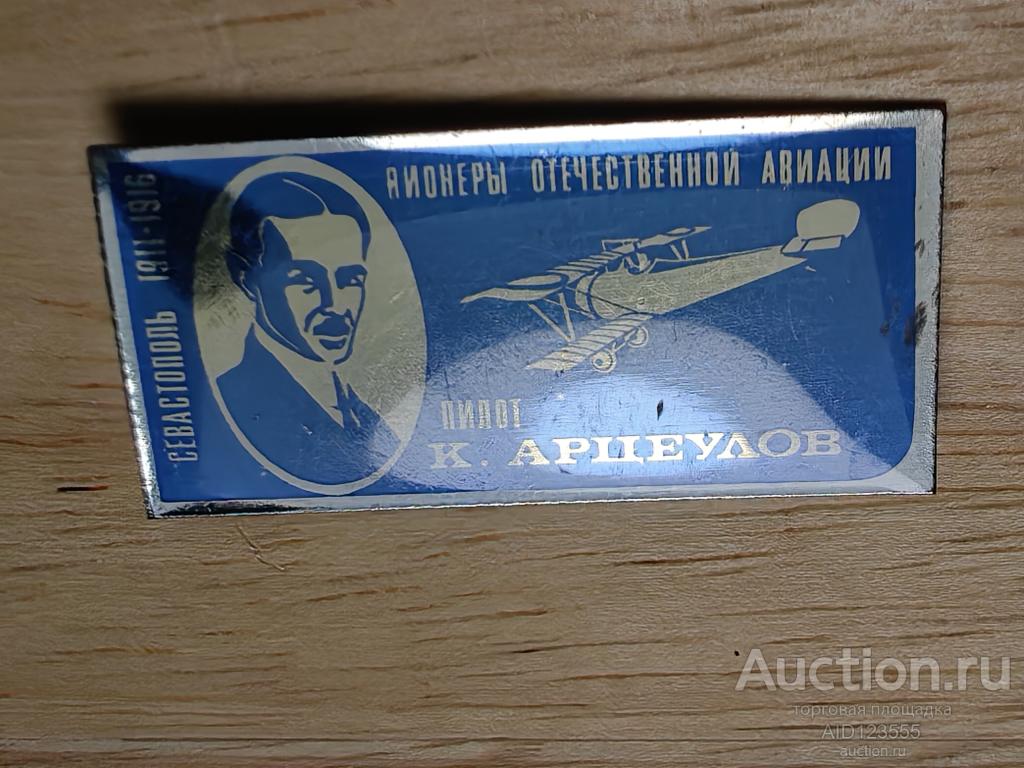 СЕВАСТОПОЛЬ 1911-1916
ПИОНЕРЫ ОТЕЧЕСТВЕННОЙ АВИАЦИИ
ПИЛОТ
К. АРЦЕУЛОВ
Auction.ru
торговая площадка
AID123555
auction.ru